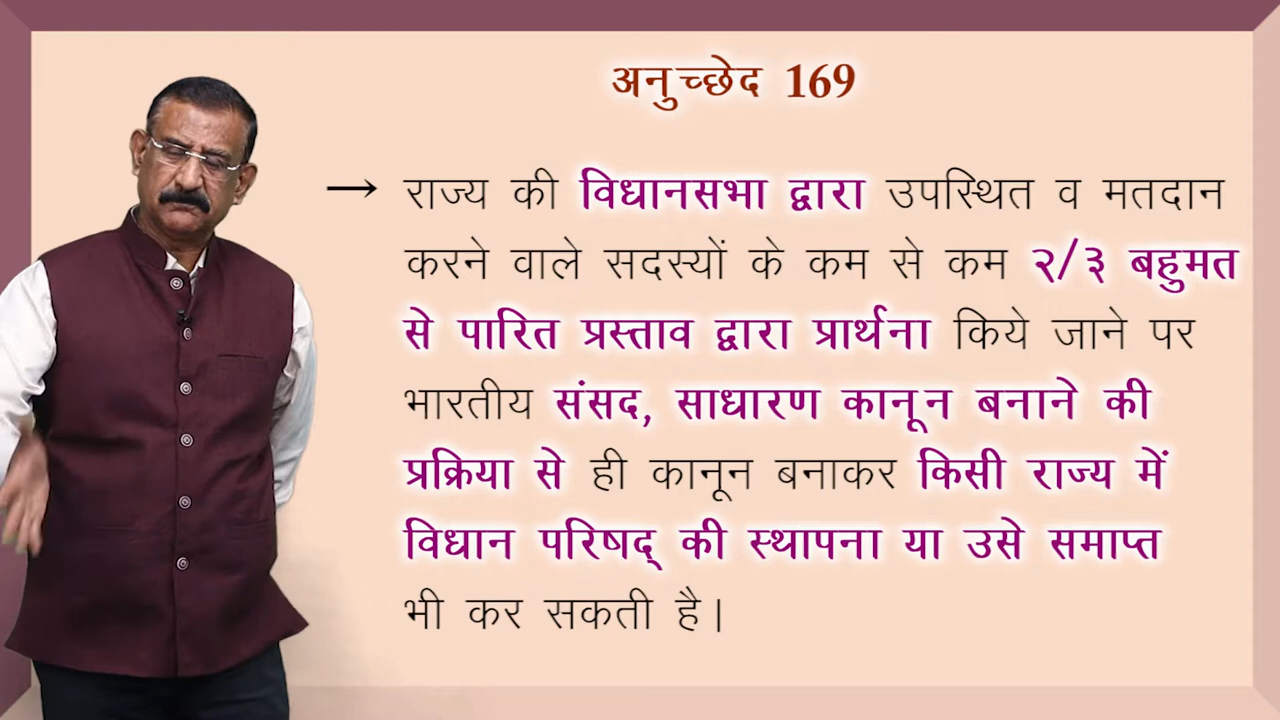 अनुच्छेद 169
→ राज्य की विधानसभा द्वारा उपस्थित व मतदान
करने वाले सदस्यों के कम से कम २/३ बहुमत
से पारित प्रस्ताव द्वारा प्रार्थना किये जाने पर
भारतीय संसद, साधारण कानून बनाने की
प्रक्रिया से ही कानून बनाकर किसी राज्य में
विधान परिषद् की स्थापना या उसे समाप्त
भी कर सकती है।